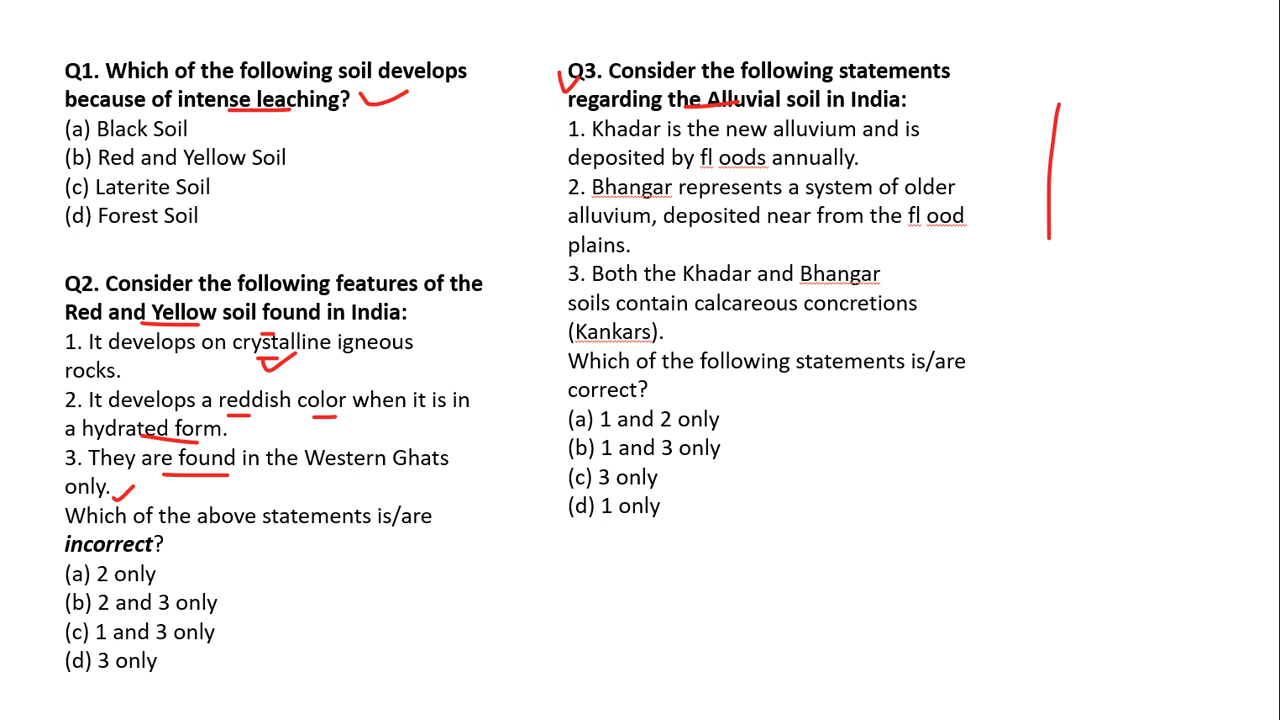 Q1. Which of the following soil develops
because of intense leaching?
(a) Black Soil
(b) Red and Yellow Soil
(c) Laterite Soil
(d) Forest Soil
Q2. Consider the following features of the
Red and Yellow soil found in India:
1. It develops on crystalline igneous
rocks.
2. It develops a reddish color when it is in
a hydrated form.
3. They are found in the Western Ghats
only.
Which of the above statements is/are
incorrect?
(a) 2 only
(b) 2 and 3 only
(c) 1 and 3 only
(d) 3 only
Q3. Consider the following statements
regarding the Alluvial soil in India:
1. Khadar is the new alluvium and is
deposited by fl oods annually.
2. Bhangar represents a system of older
alluvium, deposited near from the fl ood
plains.
3. Both the Khadar and Bhangar
soils contain calcareous concretions
(Kankars).
Which of the following statements is/are
correct?
(a) 1 and 2 only
(b) 1 and 3 only
(c) 3 only
(d) 1 only